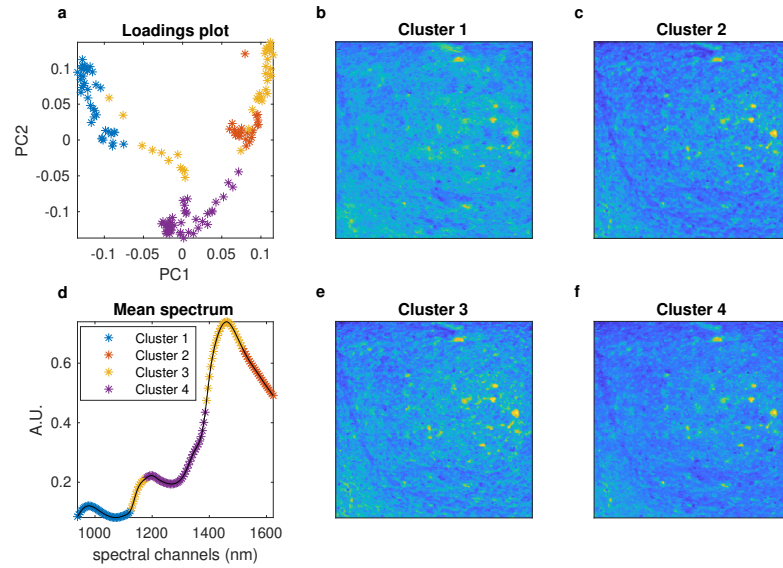 a
Loadings plot
0.1
0.05
0
-0.05
-0.1
PC2
-0.1
-0.05
0
0.05
0.1
PC1
b
Cluster 1
c
Cluster 2
d
Mean spectrum
Cluster 1
Cluster 2
Cluster 3
Cluster 4
0.6
0.4
0.2
A.U.
1000
1200
1400
1600
spectral channels (nm)
e
Cluster 3
f
Cluster 4